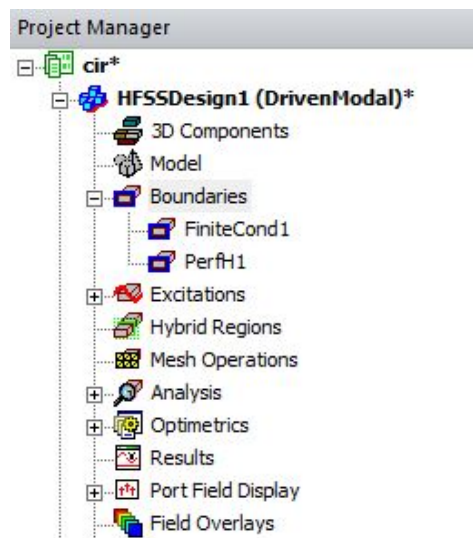 Project Manager
cir*
HFSSDesign1 (DrivenModal)*
3D Components
Model
Boundaries
FiniteCond1
PerfH1
Excitations
Hybrid Regions
Mesh Operations
Analysis
Optimetrics
Results
Port Field Display
Field Overlays